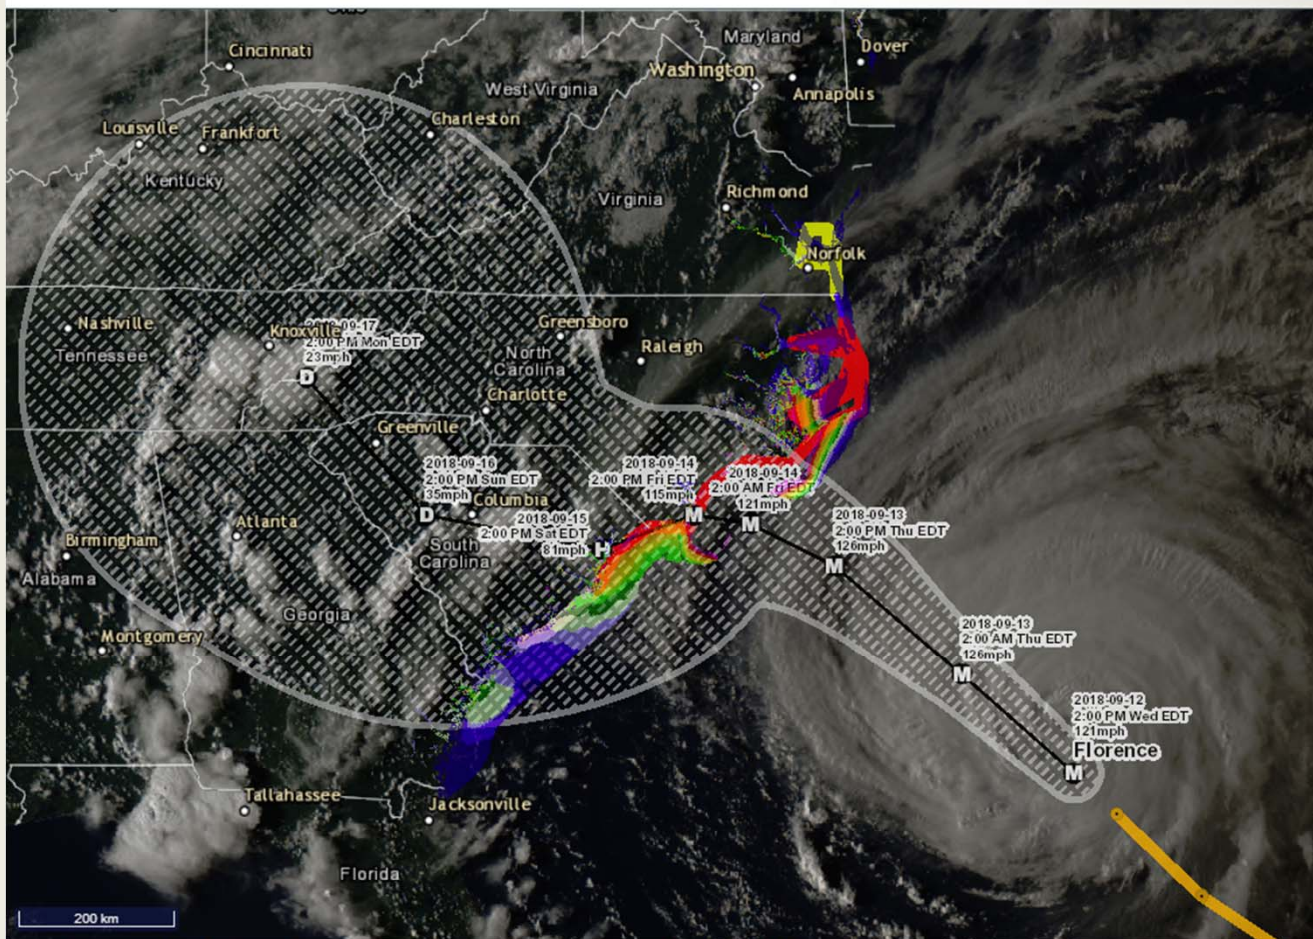 Ohio
Cincinnati
Maryland
Dover
Washington
West Virginia
Annapolis
Louisville
Frankfort
Charleston
Kentucky
Virginia
Richmond
Norfolk
Nashville
Tennessee
Knoxville
2018-09-17
2:00 PM Mon EDT
23mph
D
Greensboro
North
Carolina
Raleigh
Charlotte
Greenville
2018-09-16
2:00 PM Sun EDT
35mph
D
Columbia
South
Carolina
2018-09-15
2:00 PM Sat EDT
81mph
H
2018-09-14
2:00 PM Fri EDT
115mph
M
2018-09-14
2:00 AM Fri EDT
121mph
M
2018-09-13
2:00 PM Thu EDT
126mph
M
Atlanta
Birmingham
Alabama
Georgia
Montgomery
2018-09-13
2:00 AM Thu EDT
126mph
M
2018-09-12
2:00 PM Wed EDT
121mph
Florence
M
Tallahassee
Jacksonville
Florida
200 km